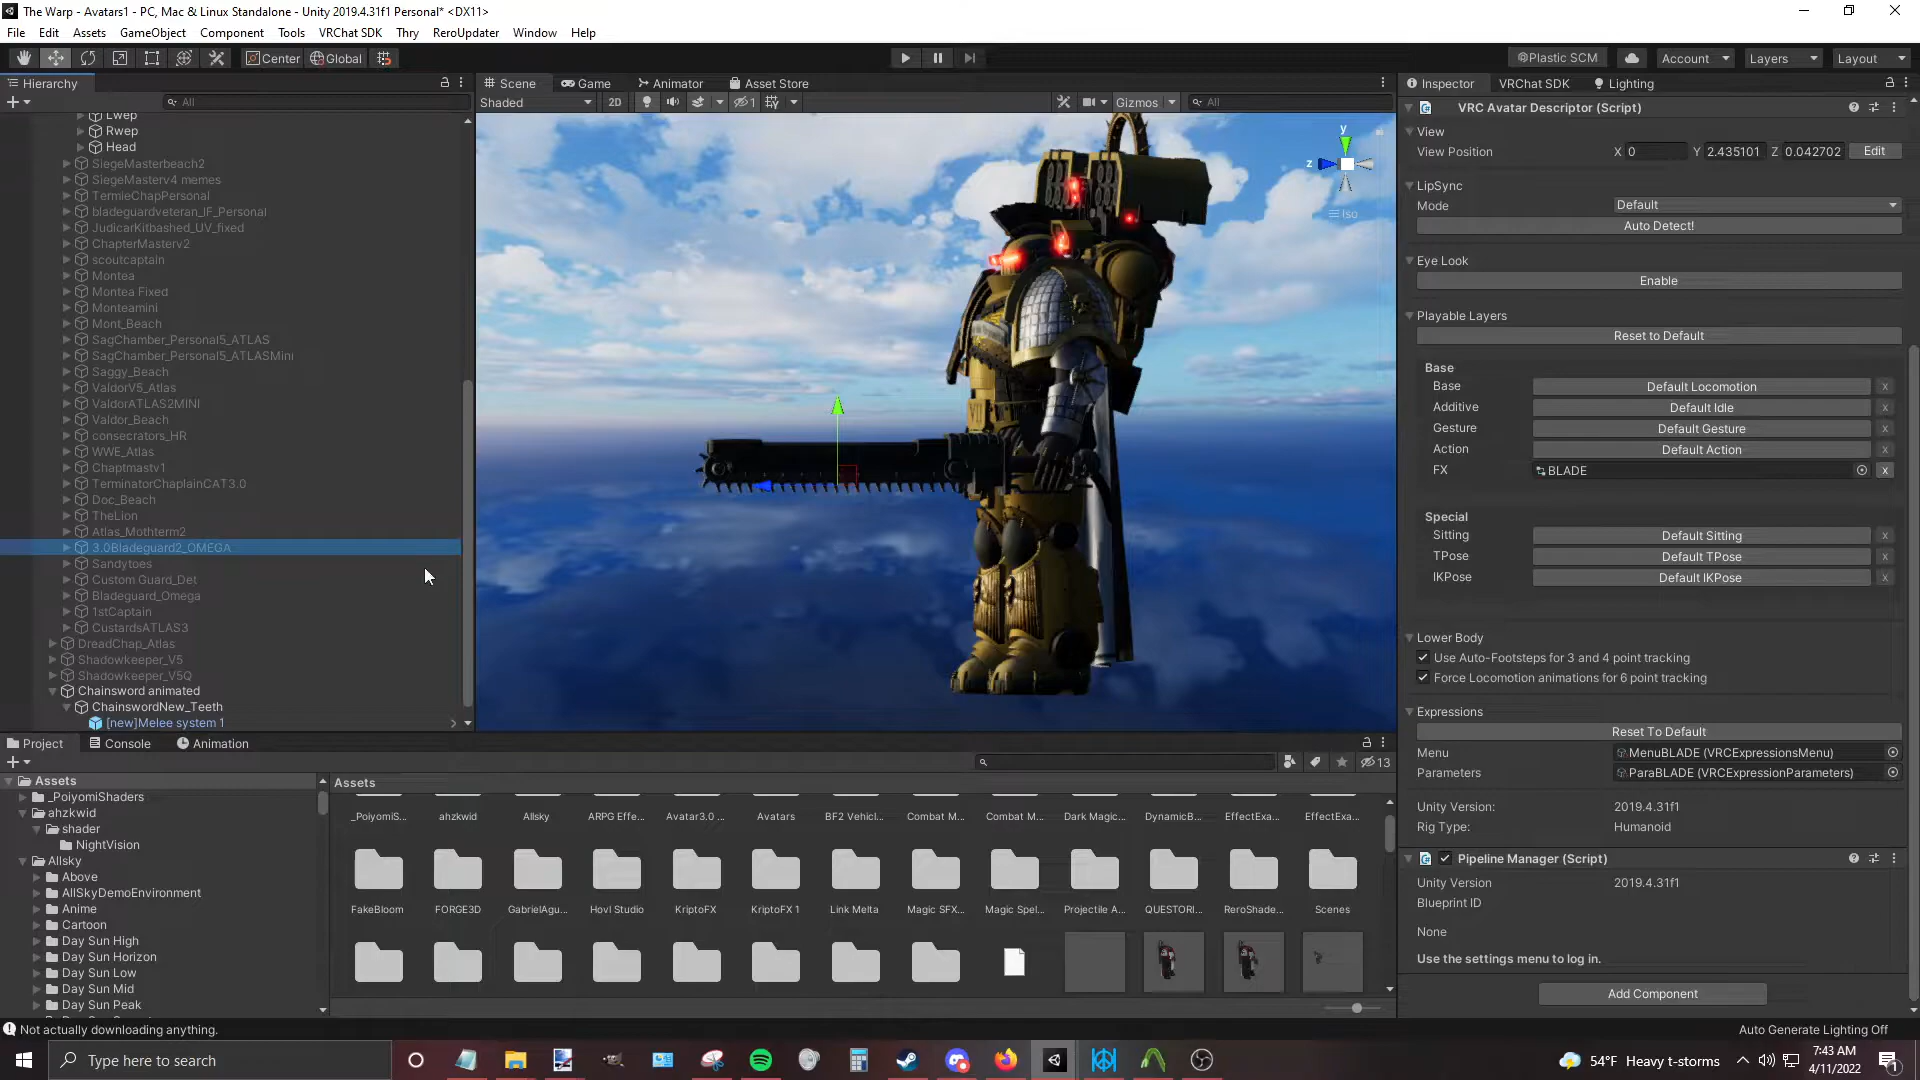 The Warp - Avatars1 - PC, Mac & Linux Standalone - Unity 2019.4.31f1 Personal* <DX11>
File Edit Assets GameObject Component Tools VRChat SDK Thry ReroUpdater Window Help
Center Global Plastic SCM Account Layers Layout
Hierarchy
All
Lwep
Rwep
Head
SiegeMasterbeach2
SiegeMasterv4 memes
TermieChapPersonal
bladeguardveteran_IF_Personal
JudicarKitbashed_UV_fixed
ChapterMasterv2
scoutcaptain
Montea
Montea Fixed
Monteamini
Mont_Beach
SagChamber_Personal5_ATLAS
SagChamber_Personal5_ATLASMini
Saggy_Beach
ValdorV5_Atlas
ValdorATLAS2MINI
Valdor_Beach
consecrators_HR
WWE_Atlas
Chaptmastv1
TerminatorChaplainCAT3.0
Doc_Beach
TheLion
Atlas_Mothterm2
3.0Bladeguard2_OMEGA
Sandytoes
Custom Guard_Det
Bladeguard_Omega
1stCaptain
CustardsATLAS3
DreadChap_Atlas
Shadowkeeper_V5
Shadowkeeper_V5Q
Chainsword animated
ChainswordNew_Teeth
[new]Melee system 1
Scene Game Animator Asset Store
Shaded 2D 1 Gizmos All
y
z
Iso
Inspector VRChat SDK Lighting
VRC Avatar Descriptor (Script)
View
View Position X 0 Y 2.435101 Z 0.042702 Edit
LipSync
Mode Default
Auto Detect!
Eye Look
Enable
Playable Layers
Reset to Default
Base
Base Default Locomotion x
Additive Default Idle x
Gesture Default Gesture x
Action Default Action x
FX BLADE x
Special
Sitting Default Sitting x
TPose Default TPose x
IKPose Default IKPose x
Lower Body
Use Auto-Footsteps for 3 and 4 point tracking
Force Locomotion animations for 6 point tracking
Expressions
Reset To Default
Menu MenuBLADE (VRCExpressionsMenu)
Parameters ParaBLADE (VRCExpressionParameters)
Unity Version: 2019.4.31f1
Rig Type: Humanoid
Pipeline Manager (Script)
Unity Version 2019.4.31f1
Blueprint ID
None
Use the settings menu to log in.
Add Component
Project Console Animation
13
Assets
_PoiyomiShaders
ahzkwid
shader
NightVision
Allsky
Above
AllSkyDemoEnvironment
Anime
Cartoon
Day Sun High
Day Sun Horizon
Day Sun Low
Day Sun Mid
Day Sun Peak
Assets
_PoiyomiS... ahzkwid Allsky ARPG Effe... Avatar3.0 ... Avatars BF2 Vehicl... Combat M... Combat M... Dark Magic... DynamicB... EffectExa... EffectExa...
FakeBloom FORGE3D GabrielAgu... Hovl Studio KriptoFX KriptoFX 1 Link Melta Magic SFX... Magic Spel... Projectile A... QUESTORI... ReroShade... Scenes
Not actually downloading anything.
Auto Generate Lighting Off
Type here to search
54°F Heavy t-storms
7:43 AM
4/11/2022
1